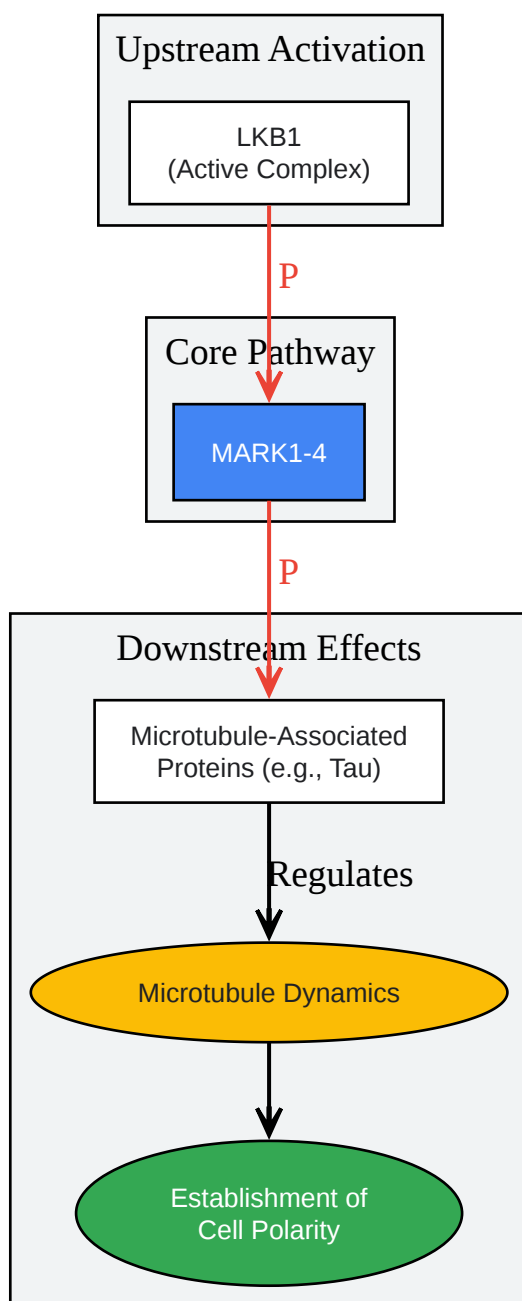 Upstream Activation
LKB1
(Active Complex)
P
Core Pathway
MARK1-4
P
Downstream Effects
Microtubule-Associated
Proteins (e.g., Tau)
Regulates
Microtubule Dynamics
Establishment of
Cell Polarity